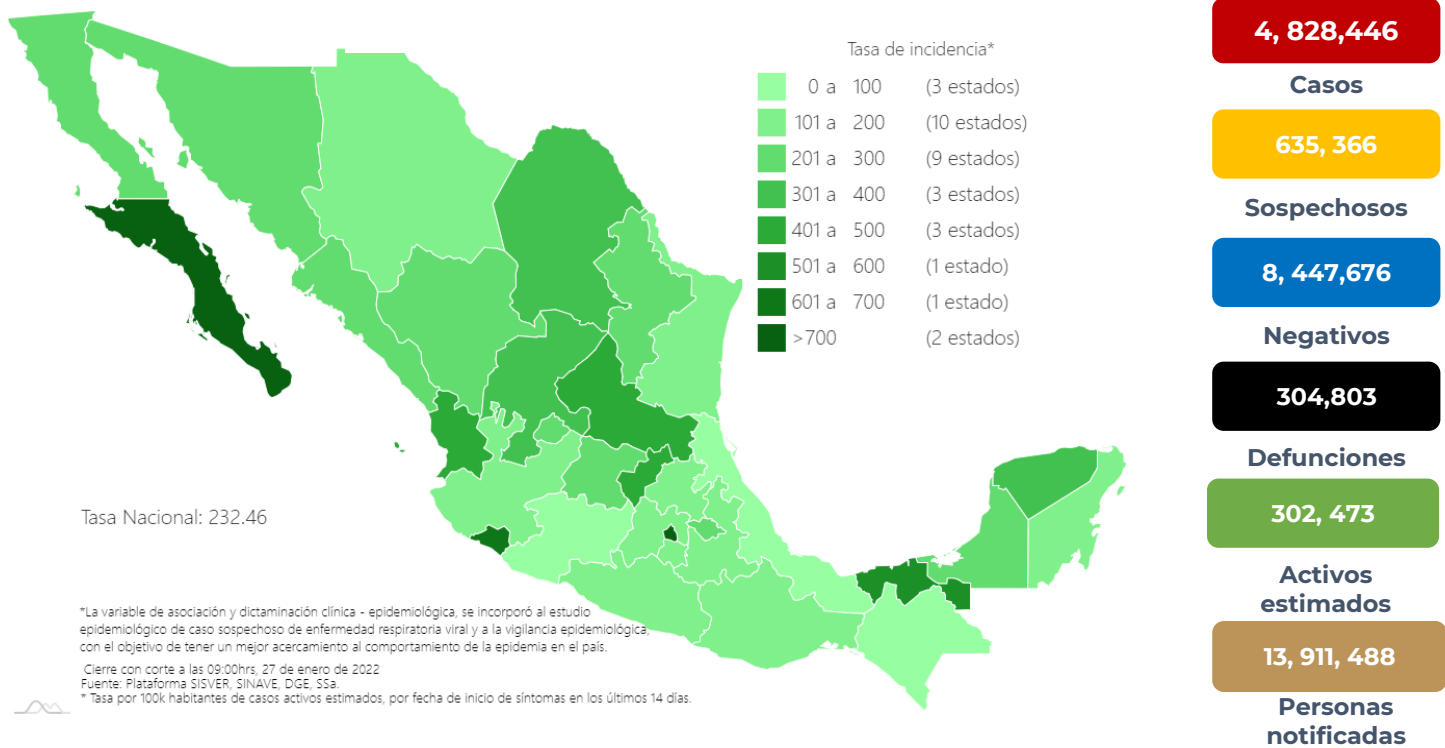 Tasa de incidencia*
0 a 100 (3 estados)
101 a 200 (10 estados)
201 a 300 (9 estados)
301 a 400 (3 estados)
401 a 500 (3 estados)
501 a 600 (1 estado)
601 a 700 (1 estado)
>700 (2 estados)
Tasa Nacional: 232.46
*La variable de asociación y dictaminación clínica - epidemiológica, se incorporó al estudio
epidemiológico de caso sospechoso de enfermedad respiratoria viral y a la vigilancia epidemiológica,
con el objetivo de tener un mejor acercamiento al comportamiento de la epidemia en el país.
Cierre con corte a las 09:00hrs, 27 de enero de 2022
Fuente: Plataforma SISVER, SINAVE, DGE, SSa.
* Tasa por 100k habitantes de casos activos estimados, por fecha de inicio de síntomas en los últimos 14 días.
4, 828,446
Casos
635, 366
Sospechosos
8, 447,676
Negativos
304,803
Defunciones
302, 473
Activos
estimados
13, 911, 488
Personas
notificadas